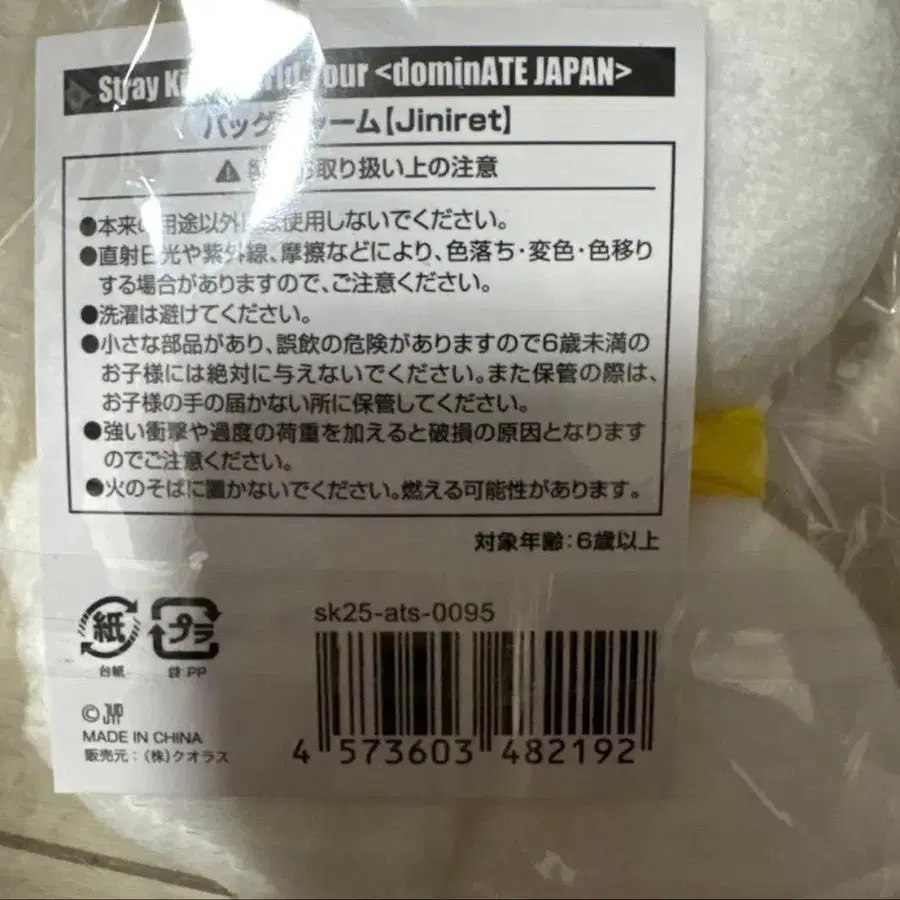 Stray World Tour <dominATE JAPAN>
バッグチャーム【Jiniret】
取り扱い上の注意
●本来の用途以外には使用しないでください。
●直射日光や紫外線、摩擦などにより、色落ち・変色・色移り
する場合がありますので、ご注意ください。
●洗濯は避けてください。
●小さな部品があり、誤飲の危険がありますので6歳未満の
お子様には絶対に与えないでください。また保管の際は、
お子様の手の届かない所に保管してください。
●強い衝撃や過度の荷重を加えると破損の原因となります
のでご注意ください。
●火のそばに置かないでください。燃える可能性があります。
対象年齢:6歳以上
紙 プラ
台紙 袋:PP
sk25-ats-0095
© JYP
MADE IN CHINA
販売元:(株)クオラス
4 573603 482192